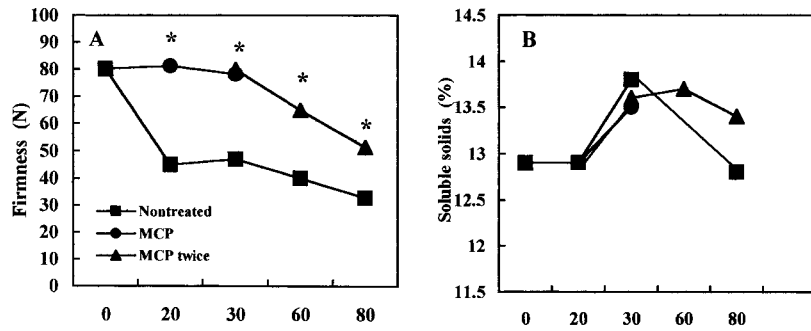 A
Firmness (N)
100
90
80
70
60
50
40
30
20
10
0
* * * *
Nontreated
MCP
MCP twice
0 20 30 60 80
B
Soluble solids (%)
14.5
14
13.5
13
12.5
12
11.5
0 20 30 60 80